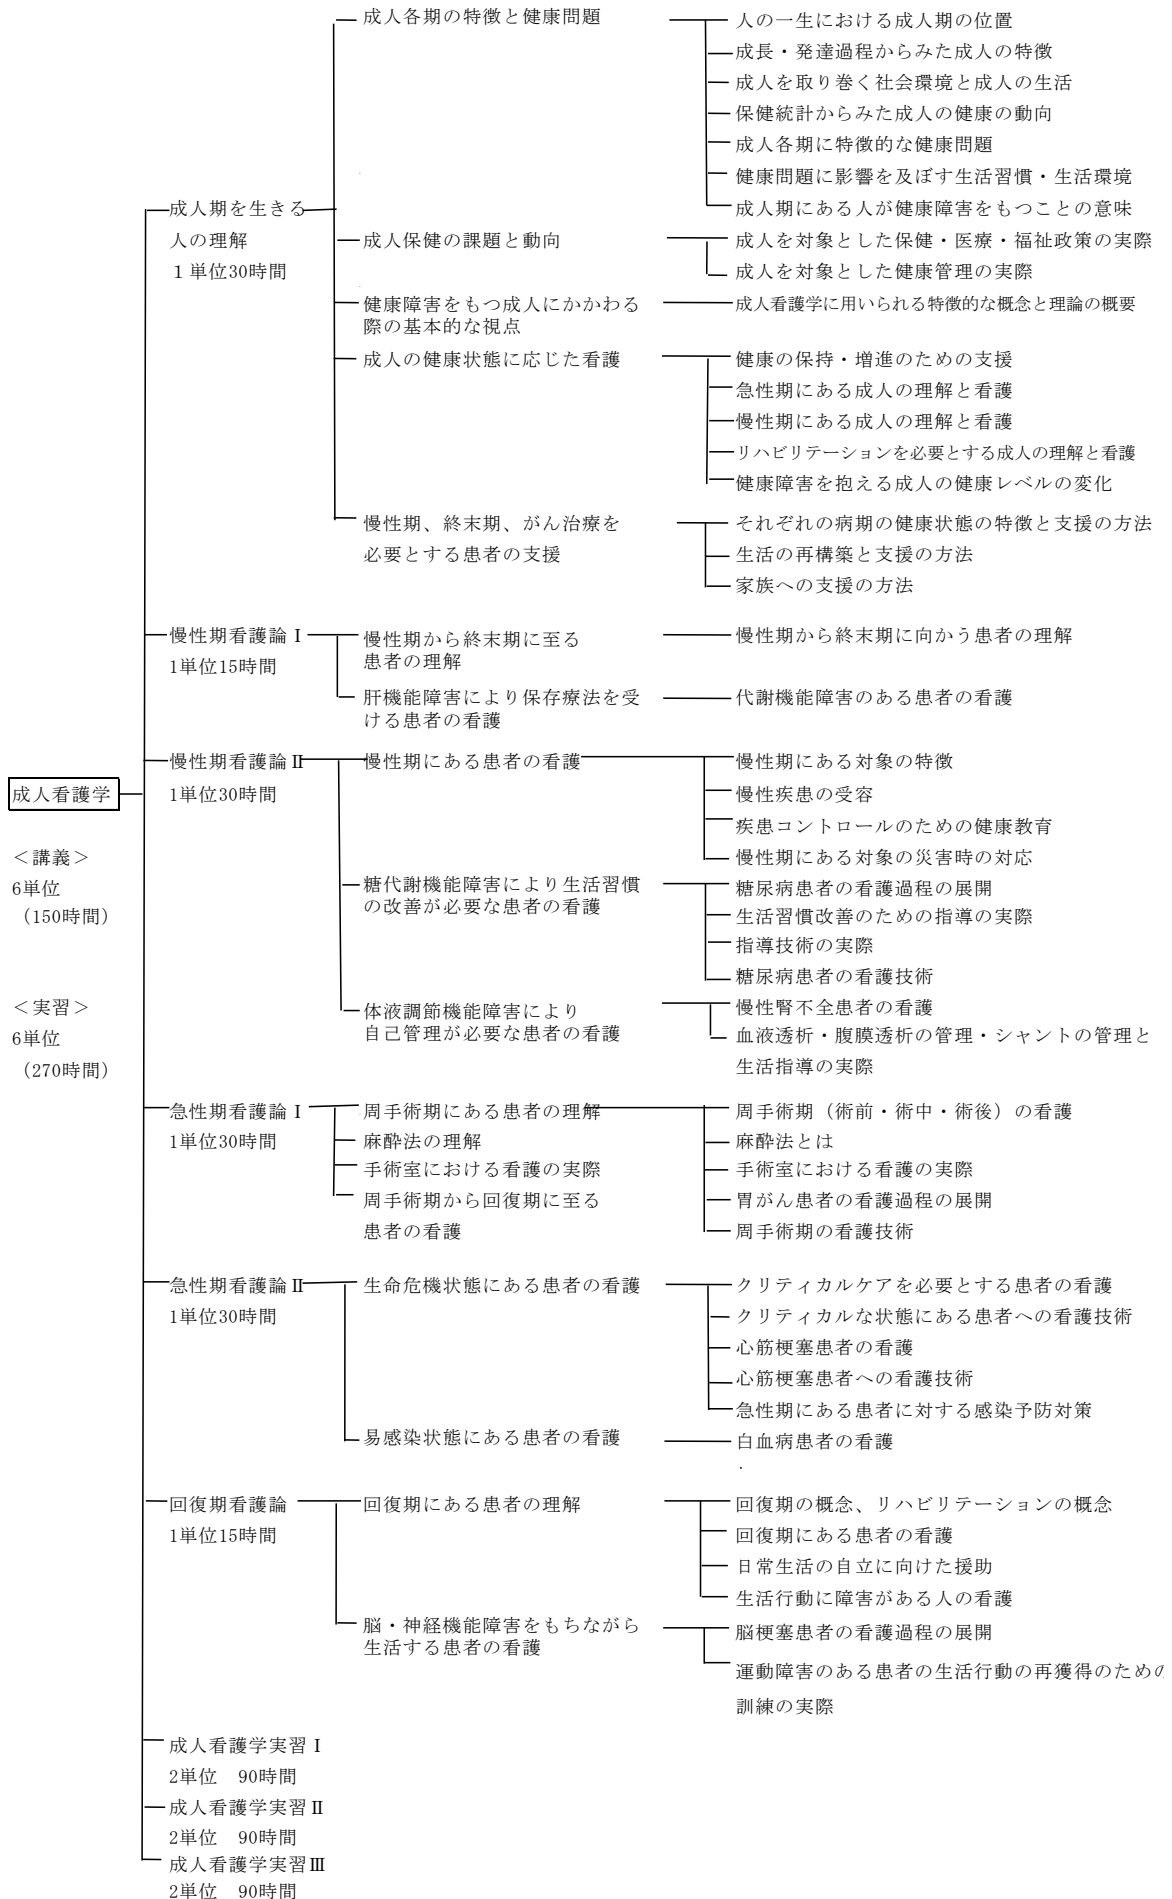 成人看護学
＜講義＞
6単位
（150時間）
＜実習＞
6単位
（270時間）
成人期を生きる
人の理解
１単位30時間
成人各期の特徴と健康問題
人の一生における成人期の位置
成長・発達過程からみた成人の特徴
成人を取り巻く社会環境と成人の生活
保健統計からみた成人の健康の動向
成人各期に特徴的な健康問題
健康問題に影響を及ぼす生活習慣・生活環境
成人期にある人が健康障害をもつことの意味
成人保健の課題と動向
成人を対象とした保健・医療・福祉政策の実際
成人を対象とした健康管理の実際
健康障害をもつ成人にかかわる
際の基本的な視点
成人看護学に用いられる特徴的な概念と理論の概要
成人の健康状態に応じた看護
健康の保持・増進のための支援
急性期にある成人の理解と看護
慢性期にある成人の理解と看護
リハビリテーションを必要とする成人の理解と看護
健康障害を抱える成人の健康レベルの変化
慢性期、終末期、がん治療を
必要とする患者の支援
それぞれの病期の健康状態の特徴と支援の方法
生活の再構築と支援の方法
家族への支援の方法
慢性期看護論Ⅰ
1単位15時間
慢性期から終末期に至る
患者の理解
慢性期から終末期に向かう患者の理解
肝機能障害により保存療法を受
ける患者の看護
代謝機能障害のある患者の看護
慢性期看護論Ⅱ
1単位30時間
慢性期にある患者の看護
慢性期にある対象の特徴
慢性疾患の受容
疾患コントロールのための健康教育
慢性期にある対象の災害時の対応
糖代謝機能障害により生活習慣
の改善が必要な患者の看護
糖尿病患者の看護過程の展開
生活習慣改善のための指導の実際
指導技術の実際
糖尿病患者の看護技術
体液調節機能障害により
自己管理が必要な患者の看護
慢性腎不全患者の看護
血液透析・腹膜透析の管理・シャントの管理と
生活指導の実際
急性期看護論Ⅰ
1単位30時間
周手術期にある患者の理解
麻酔法の理解
手術室における看護の実際
周手術期から回復期に至る
患者の看護
周手術期（術前・術中・術後）の看護
麻酔法とは
手術室における看護の実際
胃がん患者の看護過程の展開
周手術期の看護技術
急性期看護論Ⅱ
1単位30時間
生命危機状態にある患者の看護
クリティカルケアを必要とする患者の看護
クリティカルな状態にある患者への看護技術
心筋梗塞患者の看護
心筋梗塞患者への看護技術
急性期にある患者に対する感染予防対策
易感染状態にある患者の看護
白血病患者の看護
回復期看護論
1単位15時間
回復期にある患者の理解
回復期の概念、リハビリテーションの概念
回復期にある患者の看護
日常生活の自立に向けた援助
生活行動に障害がある人の看護
脳・神経機能障害をもちながら
生活する患者の看護
脳梗塞患者の看護過程の展開
運動障害のある患者の生活行動の再獲得のための
訓練の実際
成人看護学実習Ⅰ
2単位　90時間
成人看護学実習Ⅱ
2単位　90時間
成人看護学実習Ⅲ
2単位　90時間